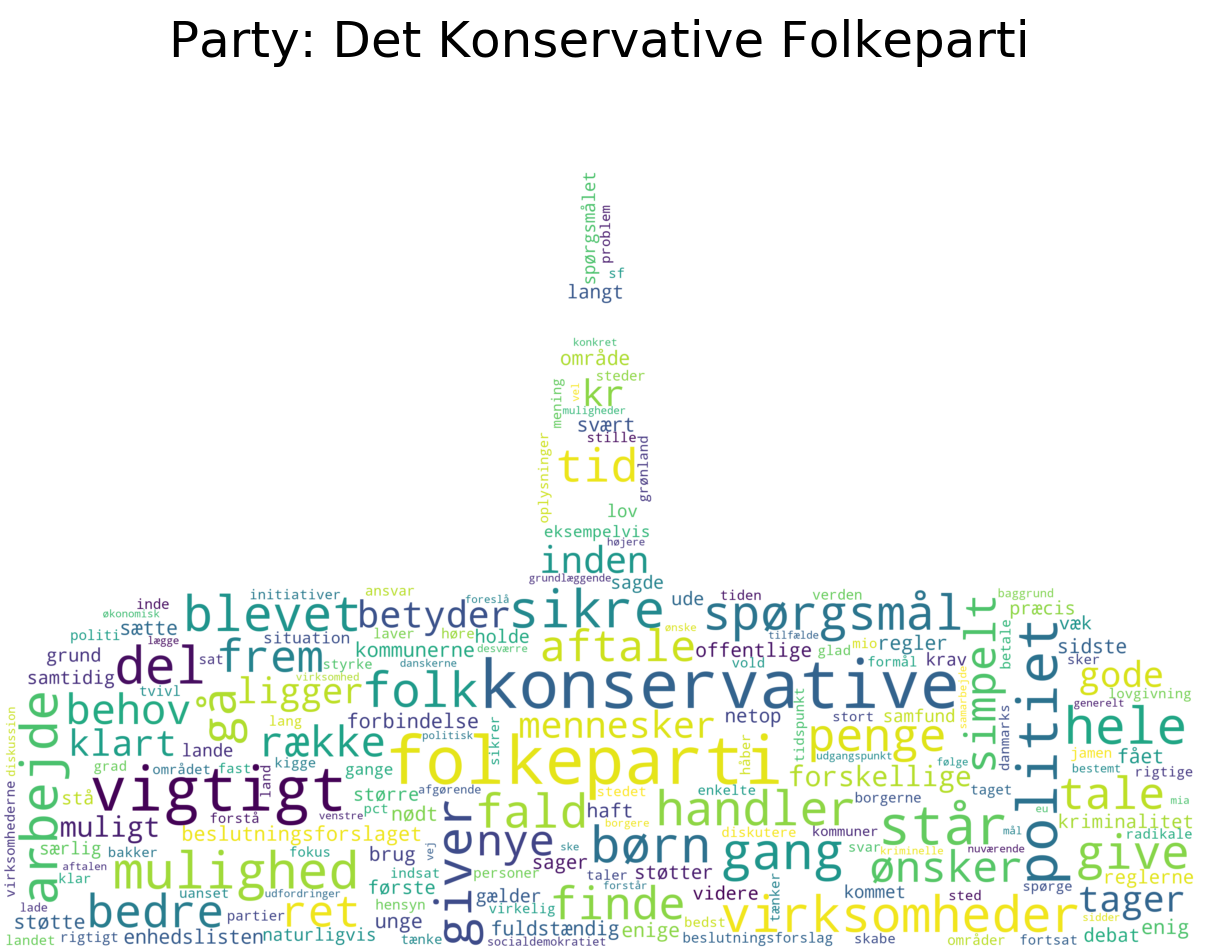 Party: Det Konservative Folkeparti
spørgsmålet
problem
sf
langt
konkret
område
steder
mening
vel
kr
muligheder
svært
stille
oplysninger
tid
grønland
lov
eksempelvis
højere
inden
grundlæggende sagde
økonomisk inde initiativer ansvar foreslå ude tiden verden baggrund
politi sætte blevet betyder sikre spørgsmål præcis væk
lægge situation laver høre holde desværre ønske tilfælde glad mio regler simpelt betale politiet sidste
grund del sat frem kommunerne aftale offentlige formål krav sker
samtidig styrke danskerne vold gode
tvivl virksomhed ligger folk konservative samarbejde lovgivning
arbejde behov gå lang forbindelse mennesker netop tidspunkt stort samfund danmarks generelt
diskussion klart lande række politisk sikrer håber penge hele
grad området fast kigge gange folkeparti udgangspunkt følge jamen fået
stå vigtigt land større afgørende stedet enkelte forskellige taget bestemt rigtige
virksomhederne forstå venstre pct nødt givver fald haft handler borgerne eu tale mia
muligt beslutningsforslaget nye borgere diskutere kommuner står mål kriminalitet
særlig bakker fokus brug vej ske børn gang svar kriminelle nuværende radikale
aftalen klar mulighed indsat personer sager taler støtter ønsker give
uanset udfordringer første gælder forstår videre tænker kommet sted spørge reglerne
lade bedre ret hensyn virkelig finde virksomheder tager
støtte partier unge fuldstændig enige bedst sidder
landet rigtigt enhedslisten naturligvis tænke socialdemokratiet beslutningsforslag skabe områder fortsat debat enig